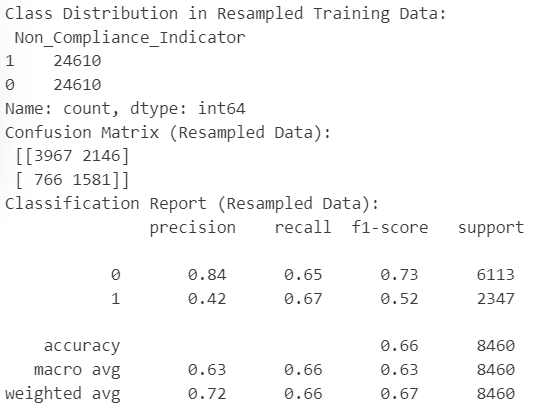 Class Distribution in Resampled Training Data:
 Non_Compliance_Indicator
1    24610
0    24610
Name: count, dtype: int64
Confusion Matrix (Resampled Data):
 [[3967 2146]
 [ 766 1581]]
Classification Report (Resampled Data):
              precision    recall  f1-score   support

           0       0.84      0.65      0.73      6113
           1       0.42      0.67      0.52      2347

    accuracy                           0.66      8460
   macro avg       0.63      0.66      0.63      8460
weighted avg       0.72      0.66      0.67      8460